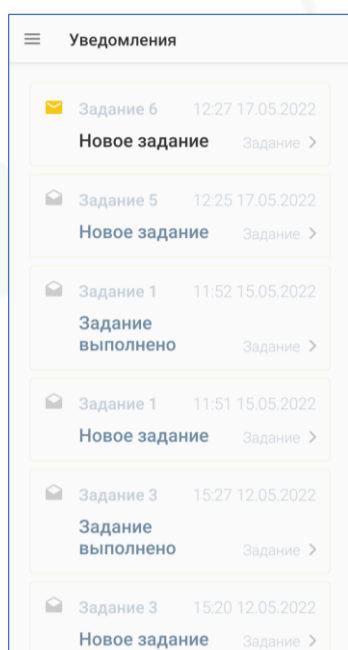 Уведомления
Задание 6 12:27 17.05.2022
Новое задание Задание
Задание 5 12:25 17.05.2022
Новое задание Задание
Задание 1 11:52 15.05.2022
Задание
выполнено Задание
Задание 1 11:51 15.05.2022
Новое задание Задание
Задание 3 15:27 12.05.2022
Задание
выполнено Задание
Задание 3 15:20 12.05.2022
Новое задание Задание